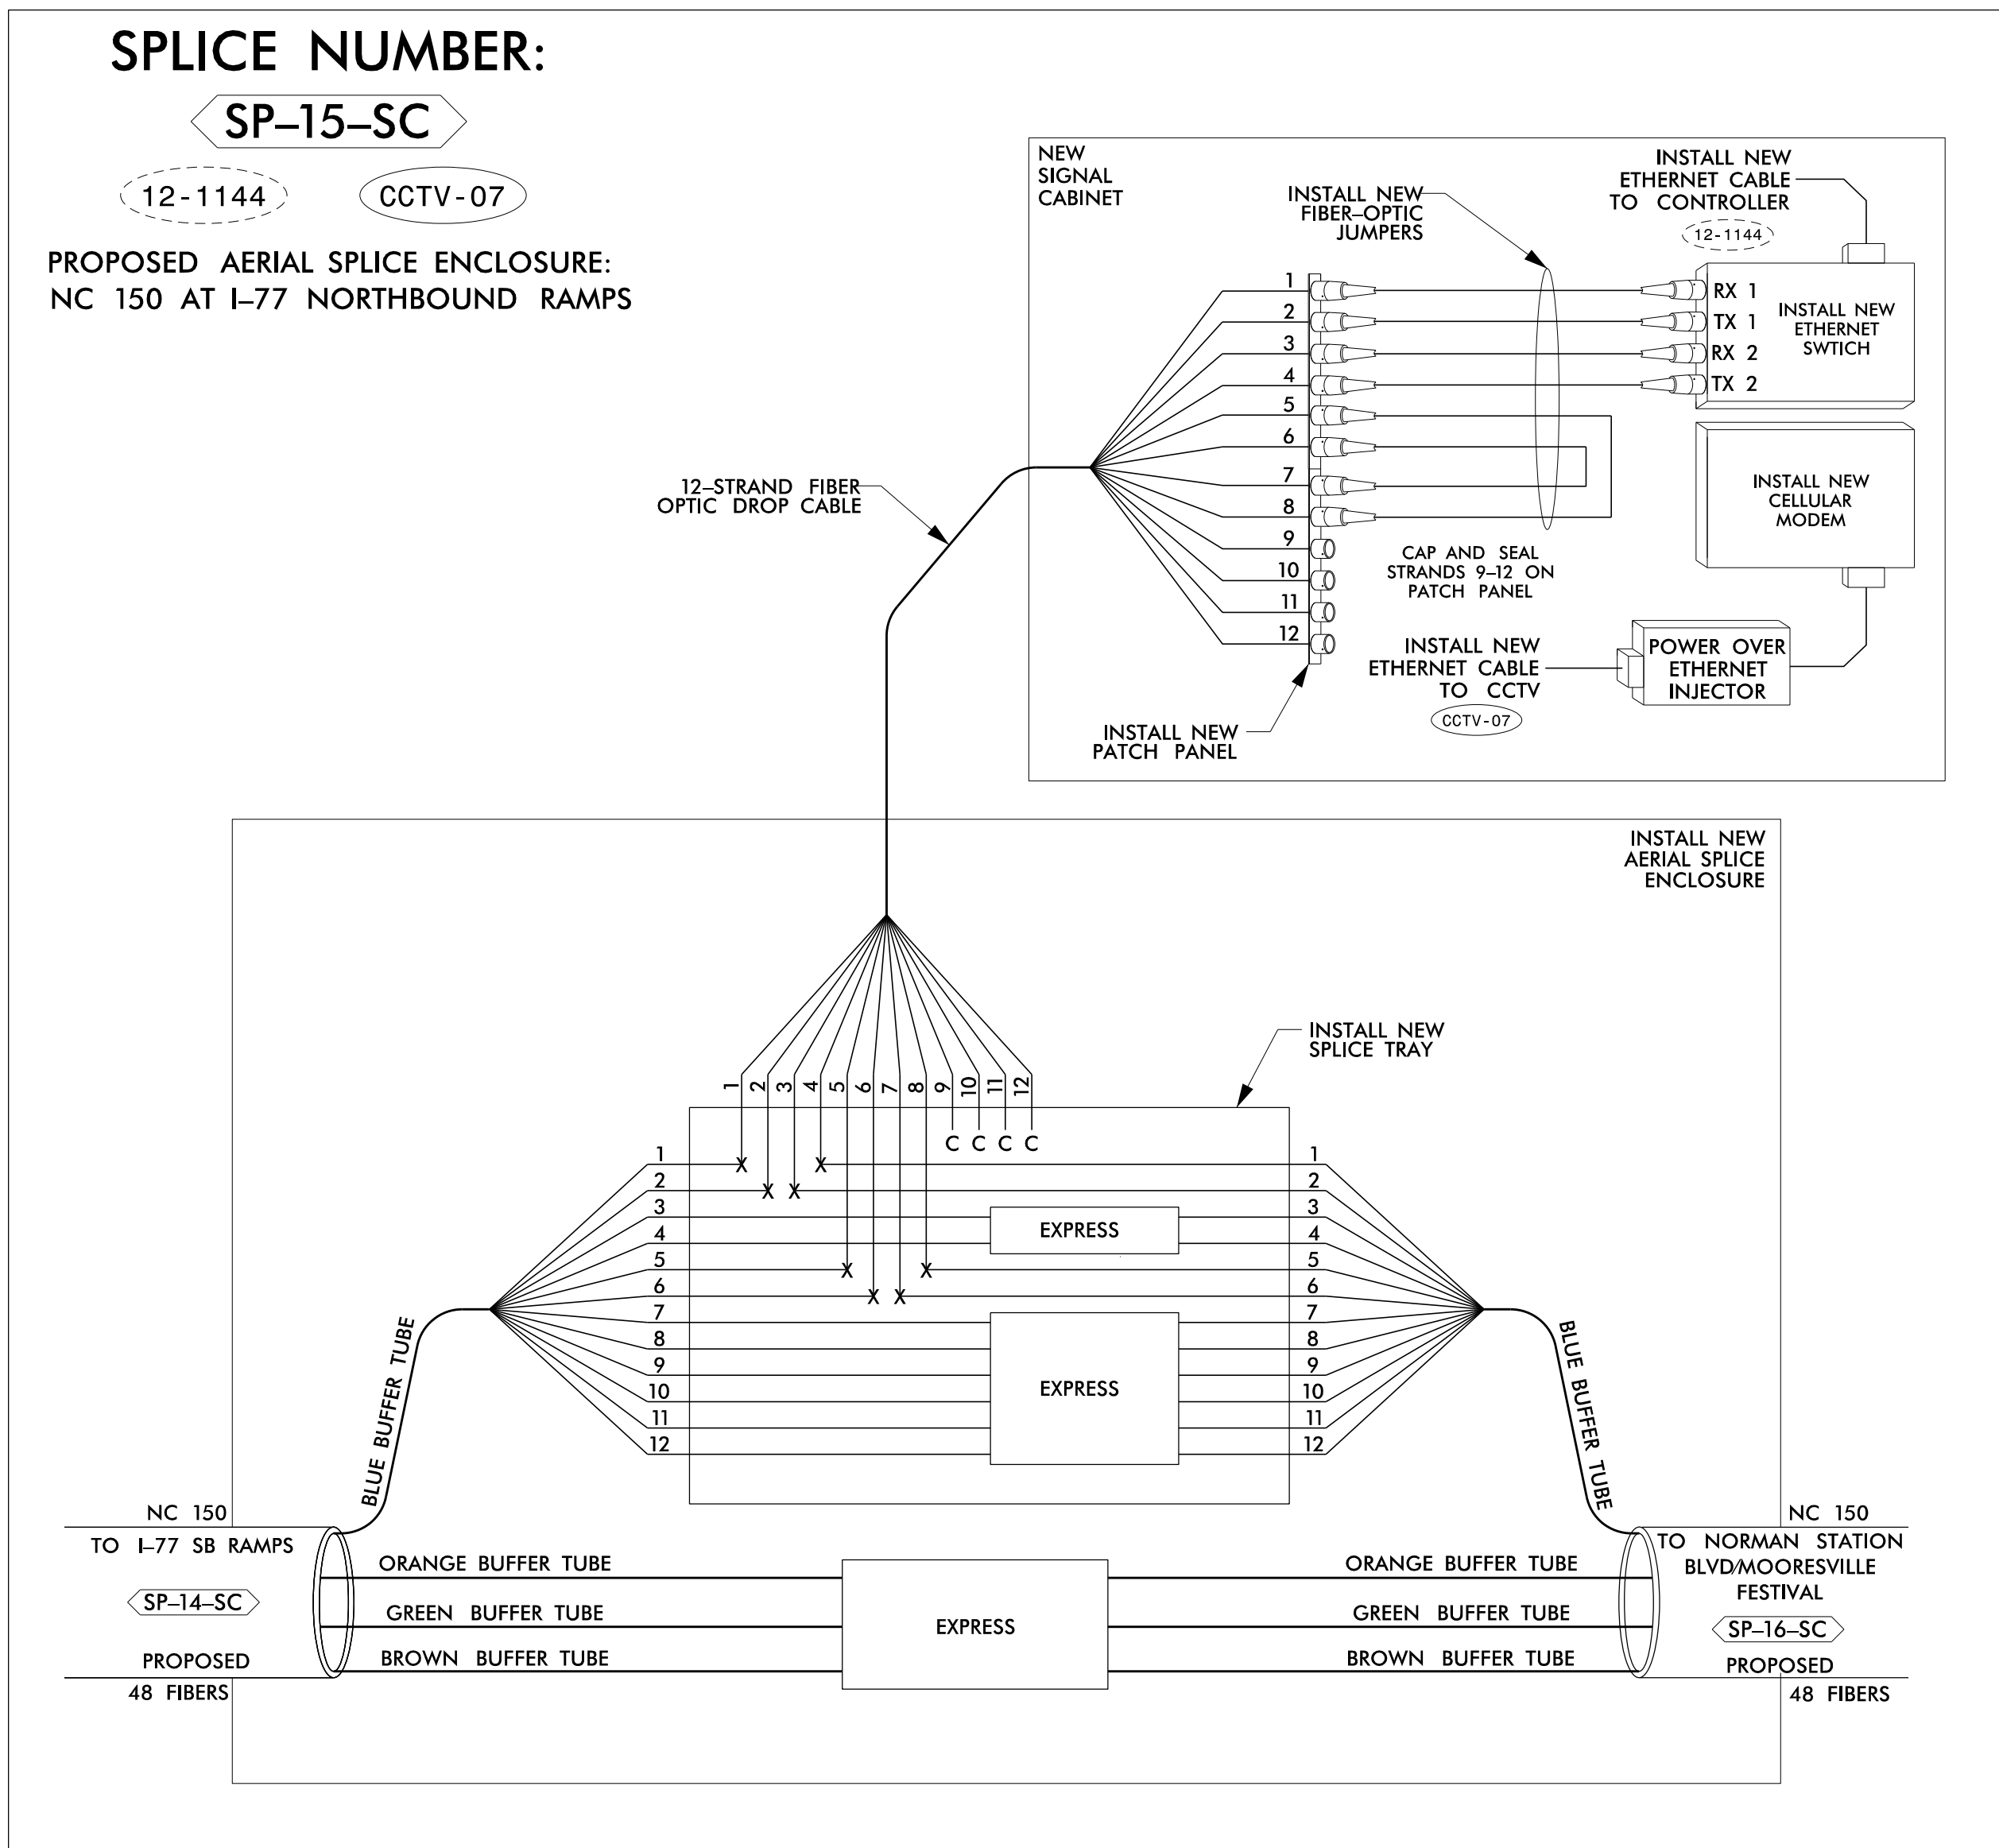 SPLICE NUMBER:
SP–15–SC
12-1144
CCTV-07
PROPOSED AERIAL SPLICE ENCLOSURE:
NC 150 AT I–77 NORTHBOUND RAMPS
NEW
SIGNAL
CABINET
INSTALL NEW
FIBER–OPTIC
JUMPERS
INSTALL NEW
ETHERNET CABLE
TO CONTROLLER
12-1144
1
2
3
4
5
6
7
8
9
10
11
12
RX 1
TX 1
RX 2
TX 2
INSTALL NEW
ETHERNET
SWTICH
INSTALL NEW
CELLULAR
MODEM
CAP AND SEAL
STRANDS 9–12 ON
PATCH PANEL
INSTALL NEW
ETHERNET CABLE
TO CCTV
CCTV-07
POWER OVER
ETHERNET
INJECTOR
INSTALL NEW
PATCH PANEL
12–STRAND FIBER
OPTIC DROP CABLE
INSTALL NEW
AERIAL SPLICE
ENCLOSURE
INSTALL NEW
SPLICE TRAY
1 2 3 4 5 6 7 8 9 10 11 12
C C C C
1
2
3
4
5
6
7
8
9
10
11
12
X X
X X
X X
X X
EXPRESS
EXPRESS
1
2
3
4
5
6
7
8
9
10
11
12
BLUE BUFFER TUBE
BLUE BUFFER TUBE
NC 150
TO I–77 SB RAMPS
SP–14–SC
PROPOSED
48 FIBERS
ORANGE BUFFER TUBE
GREEN BUFFER TUBE
BROWN BUFFER TUBE
EXPRESS
ORANGE BUFFER TUBE
GREEN BUFFER TUBE
BROWN BUFFER TUBE
NC 150
TO NORMAN STATION
BLVD/MOORESVILLE
FESTIVAL
SP–16–SC
PROPOSED
48 FIBERS